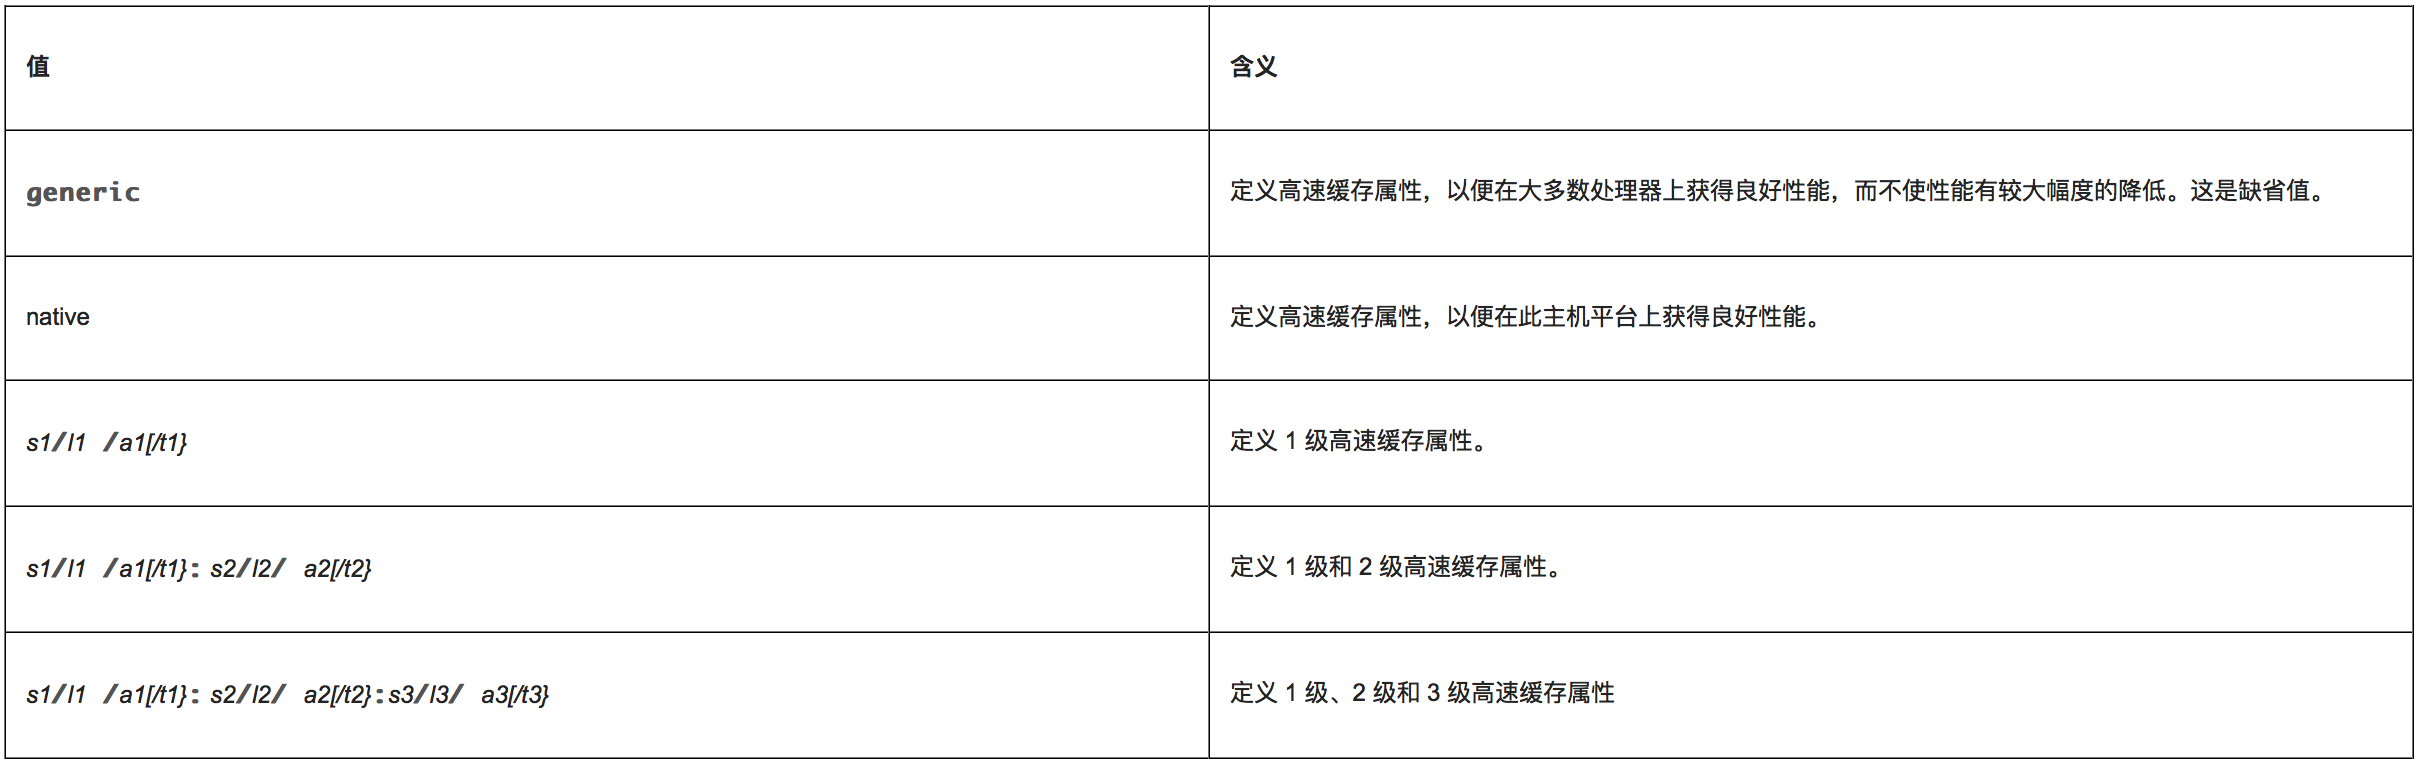 值 含义
generic 定义高速缓存属性，以便在大多数处理器上获得良好性能，而不使性能有较大幅度的降低。这是缺省值。
native 定义高速缓存属性，以便在此主机平台上获得良好性能。
s1/l1 /a1[/t1} 定义 1 级高速缓存属性。
s1/l1 /a1[/t1}: s2/l2/ a2[/t2} 定义 1 级和 2 级高速缓存属性。
s1/l1 /a1[/t1}: s2/l2/ a2[/t2}:s3/l3/ a3[/t3} 定义 1 级、2 级和 3 级高速缓存属性